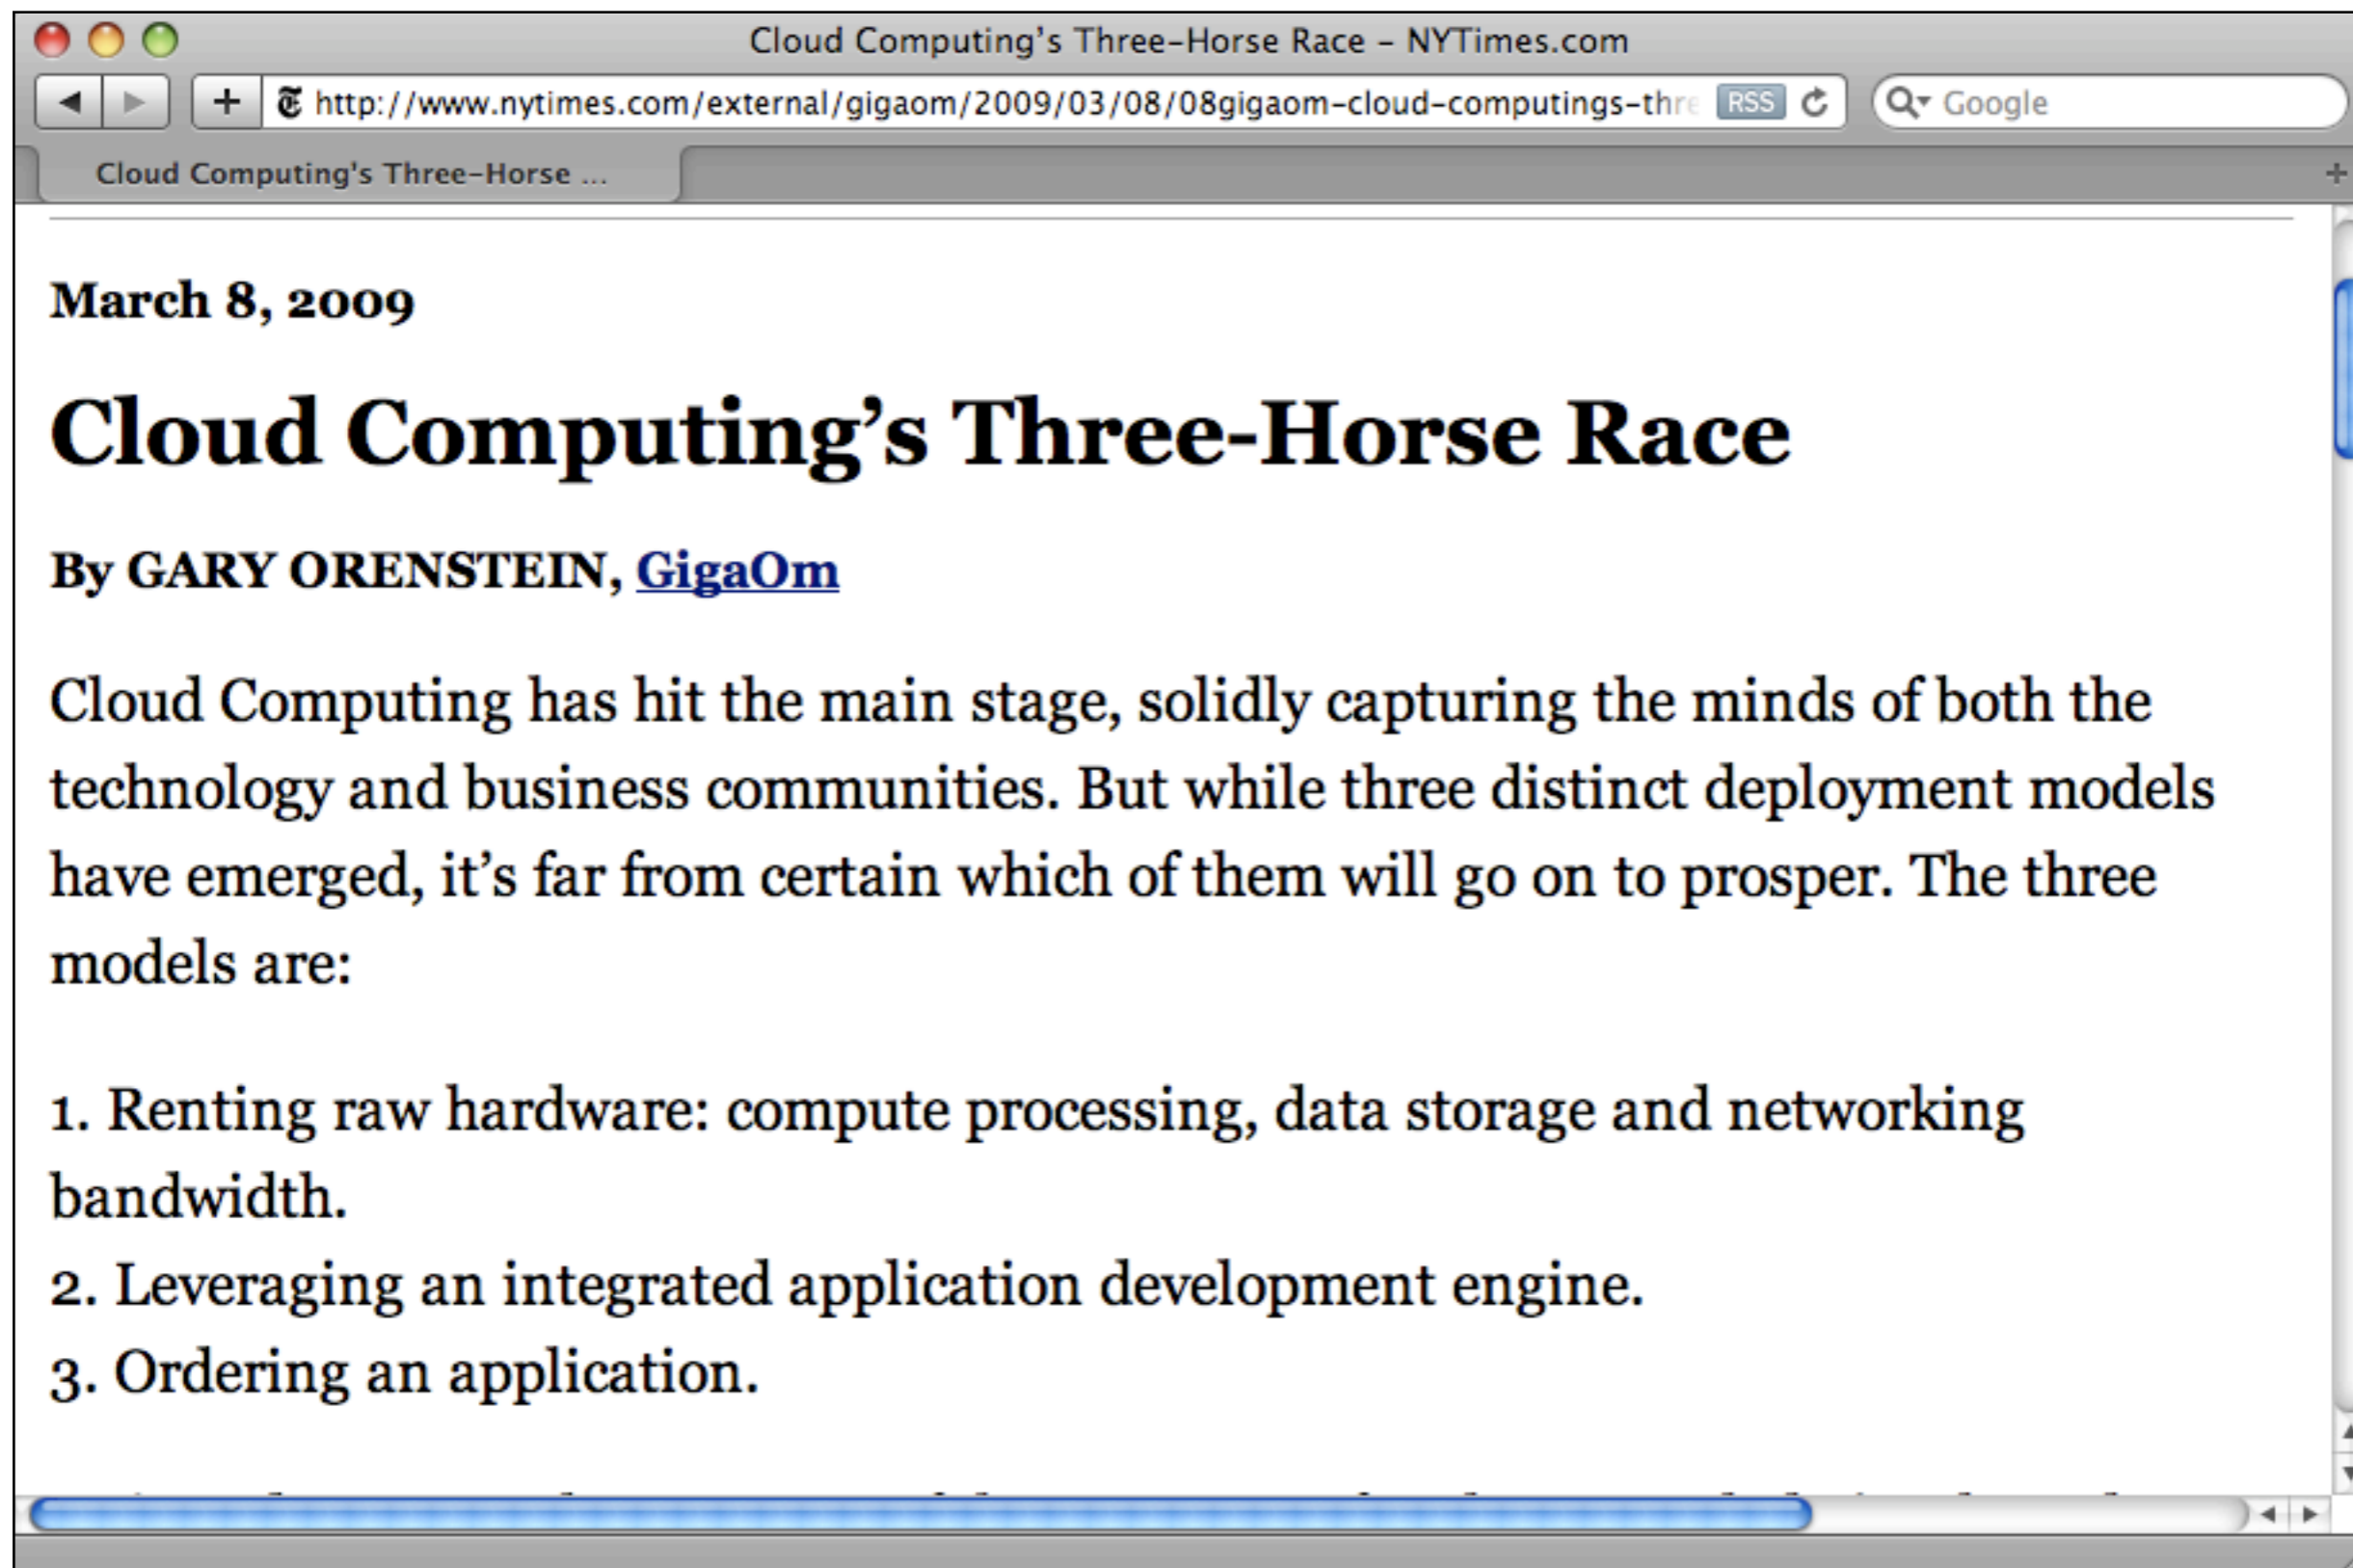 Cloud Computing’s Three-Horse Race – NYTimes.com
http://www.nytimes.com/external/gigaom/2009/03/08/08gigaom-cloud-computings-thre RSS Google
Cloud Computing's Three-Horse ...
March 8, 2009
Cloud Computing’s Three-Horse Race
By GARY ORENSTEIN, GigaOm
Cloud Computing has hit the main stage, solidly capturing the minds of both the
technology and business communities. But while three distinct deployment models
have emerged, it’s far from certain which of them will go on to prosper. The three
models are:
1. Renting raw hardware: compute processing, data storage and networking
bandwidth.
2. Leveraging an integrated application development engine.
3. Ordering an application.